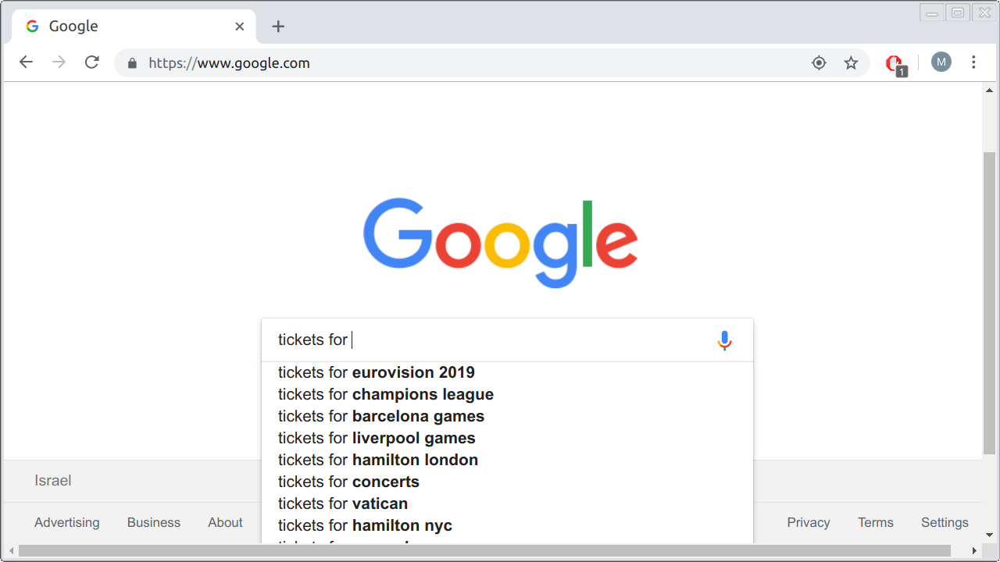 Google
https://www.google.com
1
M
Google
tickets for
tickets for eurovision 2019
tickets for champions league
tickets for barcelona games
tickets for liverpool games
tickets for hamilton london
tickets for concerts
tickets for vatican
tickets for hamilton nyc
tickets for
Israel
Advertising Business About Privacy Terms Settings